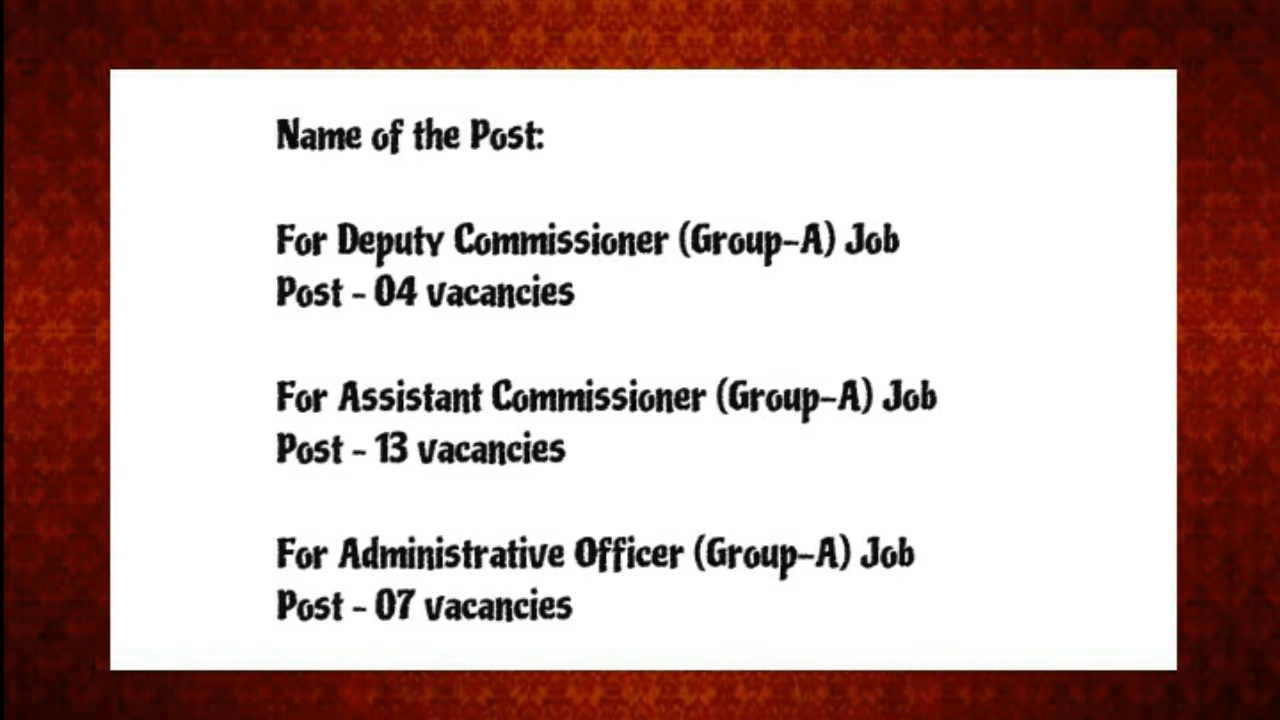 Name of the Post:
For Deputy Commissioner (Group-A) Job
Post - 04 vacancies
For Assistant Commissioner (Group-A) Job
Post - 13 vacancies
For Administrative Officer (Group-A) Job
Post - 07 vacancies